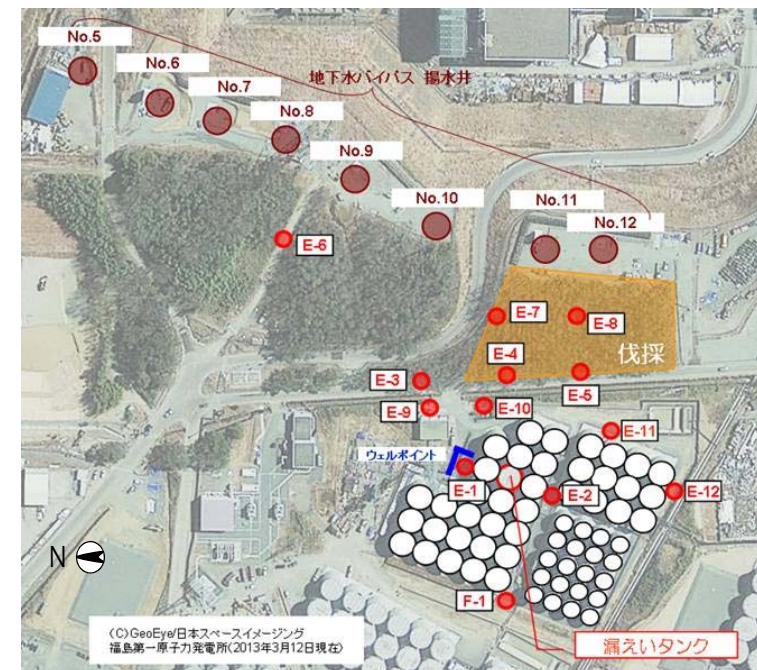 No.5
No.6
No.7
地下水バイパス 揚水井
No.8
No.9
No.10
No.11
No.12
E-6
E-7
E-8
伐採
E-4
E-3
E-5
E-9
E-10
E-11
ウェルポイント
E-1
E-2
E-12
N
F-1
(C)GeoEye/日本スペースイメージング
福島第一原子力発電所(2013年3月12日現在)
漏えいタンク